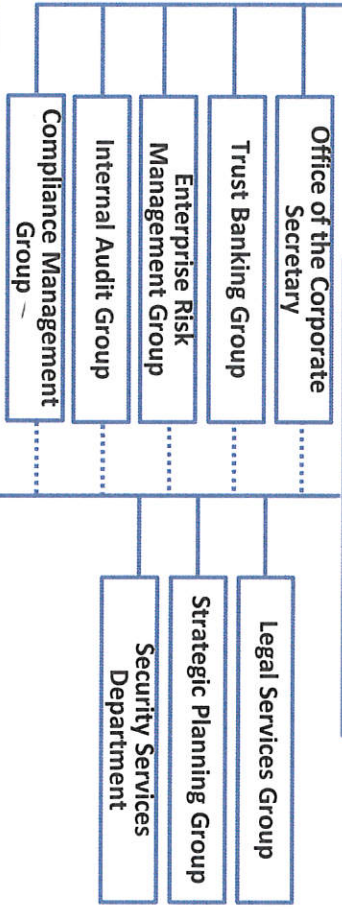 Office of the Corporate
Secretary
Trust Banking Group
Enterprise Risk
Management Group
Internal Audit Group
Compliance Management
Group
Legal Services Group
Strategic Planning Group
Security Services
Department